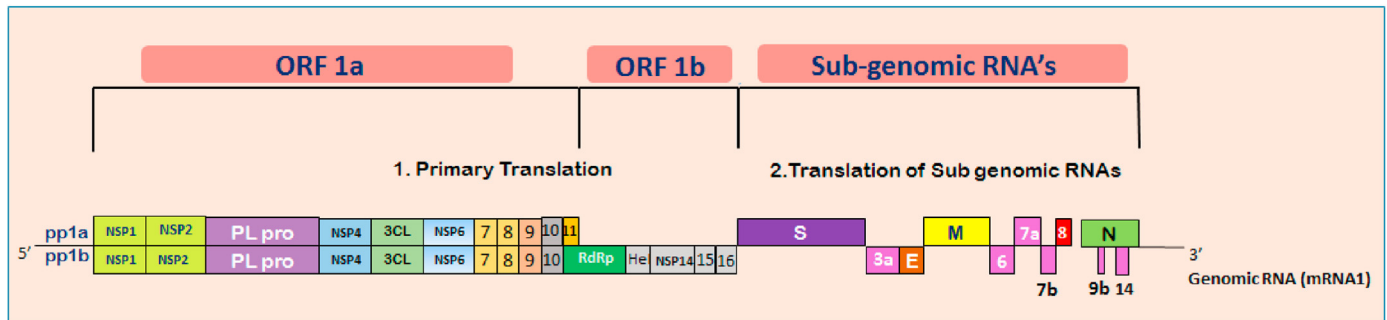 ORF 1a ORF 1b Sub-genomic RNA's
1. Primary Translation 2.Translation of Sub genomic RNAs
pp1a NSP1 NSP2 PL pro NSP4 3CL NSP6 7 8 9 10 11 S M 7a 8 N
5′ 3′
pp1b NSP1 NSP2 PL pro NSP4 3CL NSP6 7 8 9 10 RdRp Hel NSP14 15 16 3a E 6
Genomic RNA (mRNA1)
7b 9b 14